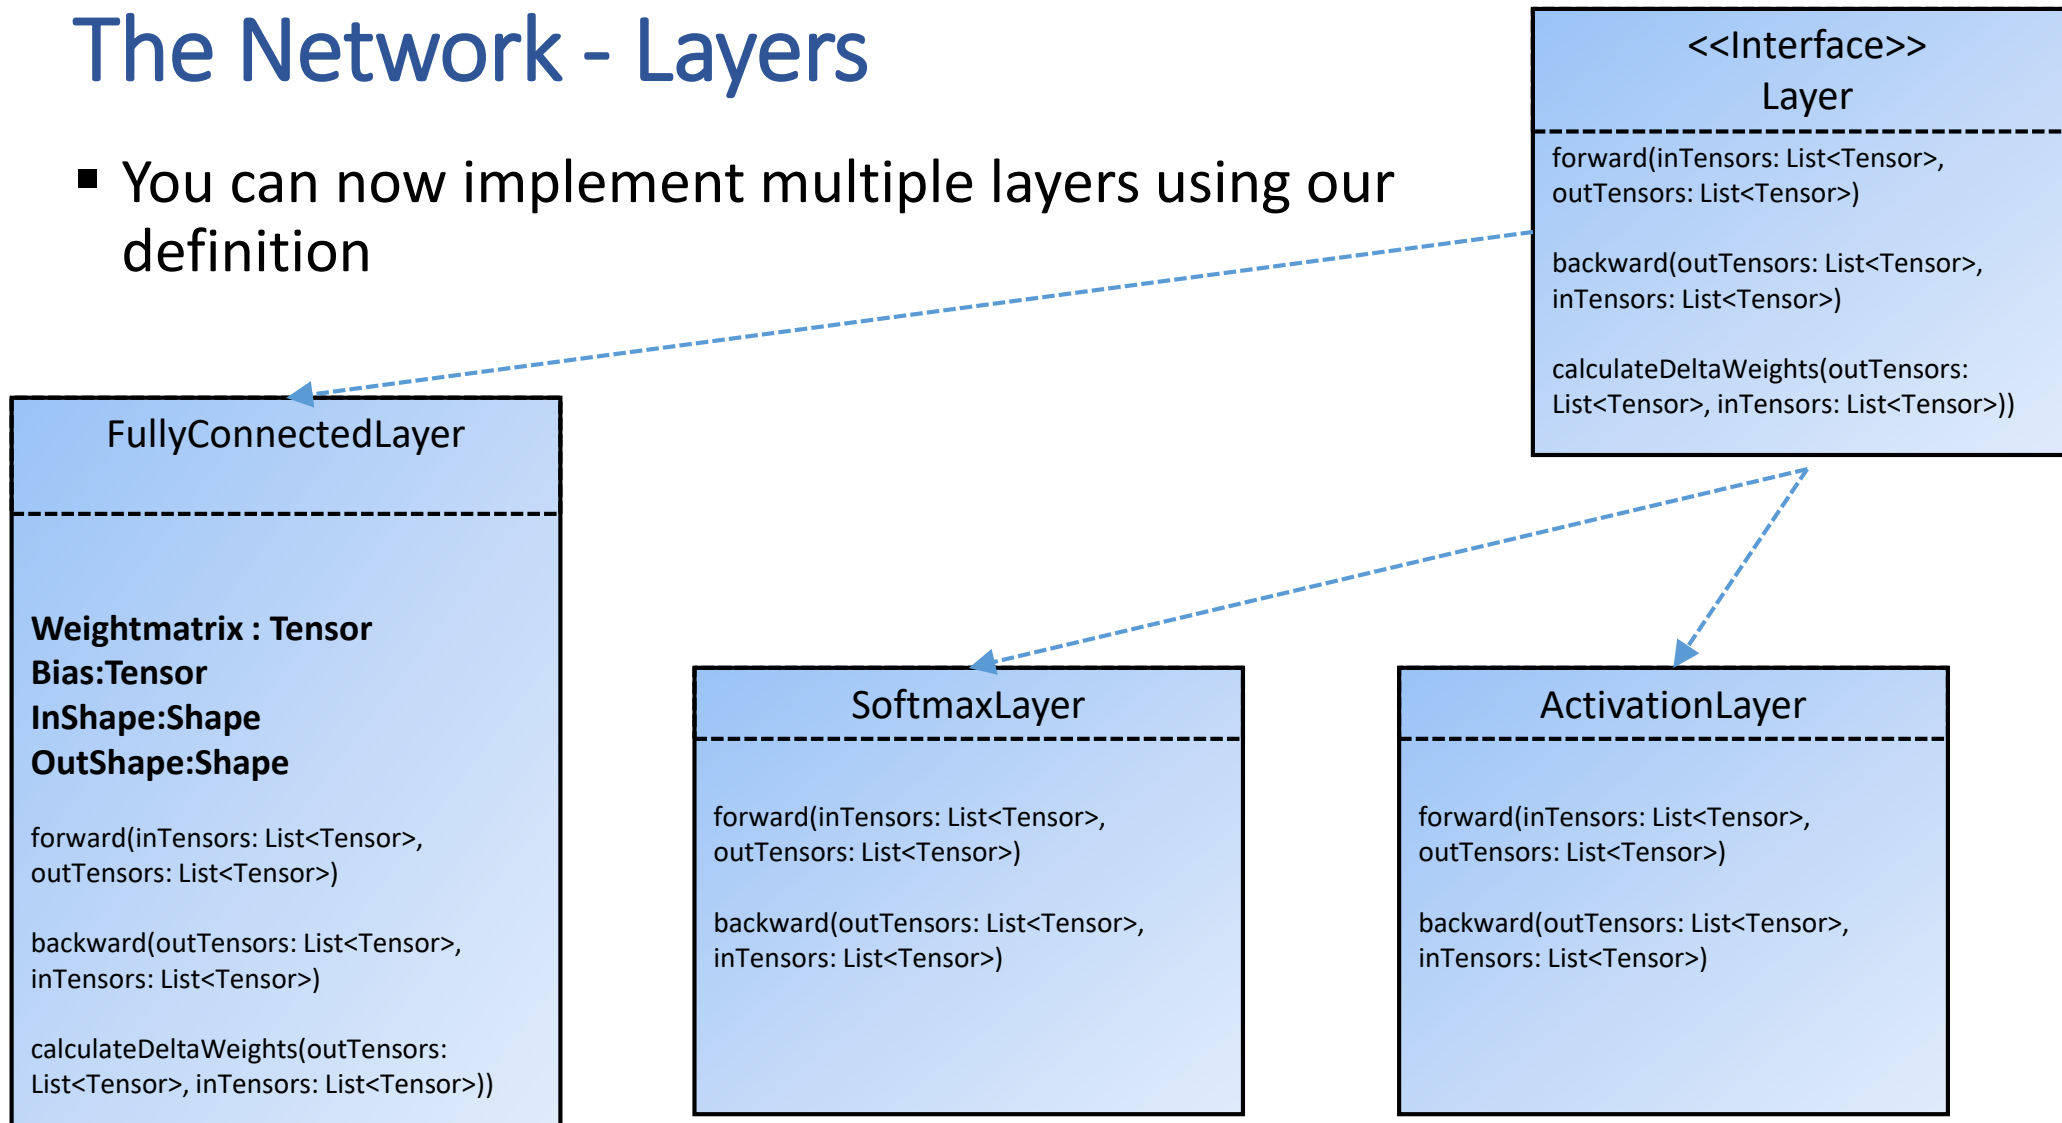 The Network - Layers
▪ You can now implement multiple layers using our
definition
<<Interface>>
Layer
forward(inTensors: List<Tensor>,
outTensors: List<Tensor>)
backward(outTensors: List<Tensor>,
inTensors: List<Tensor>)
calculateDeltaWeights(outTensors:
List<Tensor>, inTensors: List<Tensor>))
FullyConnectedLayer
Weightmatrix : Tensor
Bias:Tensor
InShape:Shape
OutShape:Shape
forward(inTensors: List<Tensor>,
outTensors: List<Tensor>)
backward(outTensors: List<Tensor>,
inTensors: List<Tensor>)
calculateDeltaWeights(outTensors:
List<Tensor>, inTensors: List<Tensor>))
SoftmaxLayer
forward(inTensors: List<Tensor>,
outTensors: List<Tensor>)
backward(outTensors: List<Tensor>,
inTensors: List<Tensor>)
ActivationLayer
forward(inTensors: List<Tensor>,
outTensors: List<Tensor>)
backward(outTensors: List<Tensor>,
inTensors: List<Tensor>)